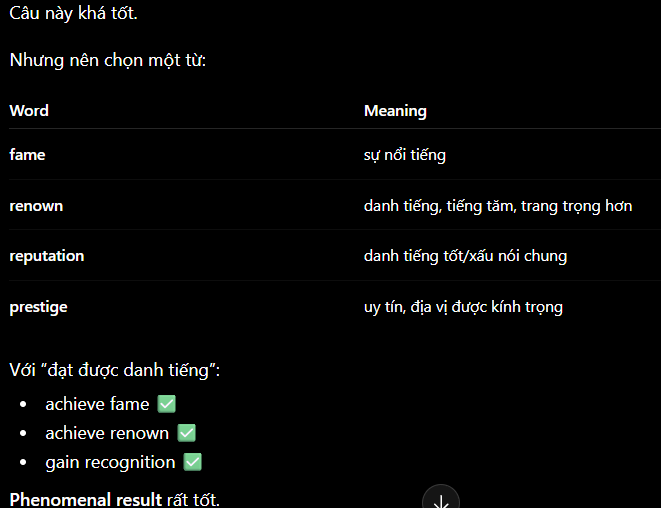 Câu này khá tốt.
Nhưng nên chọn một từ:
Word Meaning
fame sự nổi tiếng
renown danh tiếng, tiếng tăm, trang trọng hơn
reputation danh tiếng tốt/xấu nói chung
prestige uy tín, địa vị được kính trọng
Với “đạt được danh tiếng”:
• achieve fame ✅
• achieve renown ✅
• gain recognition ✅
Phenomenal result rất tốt.